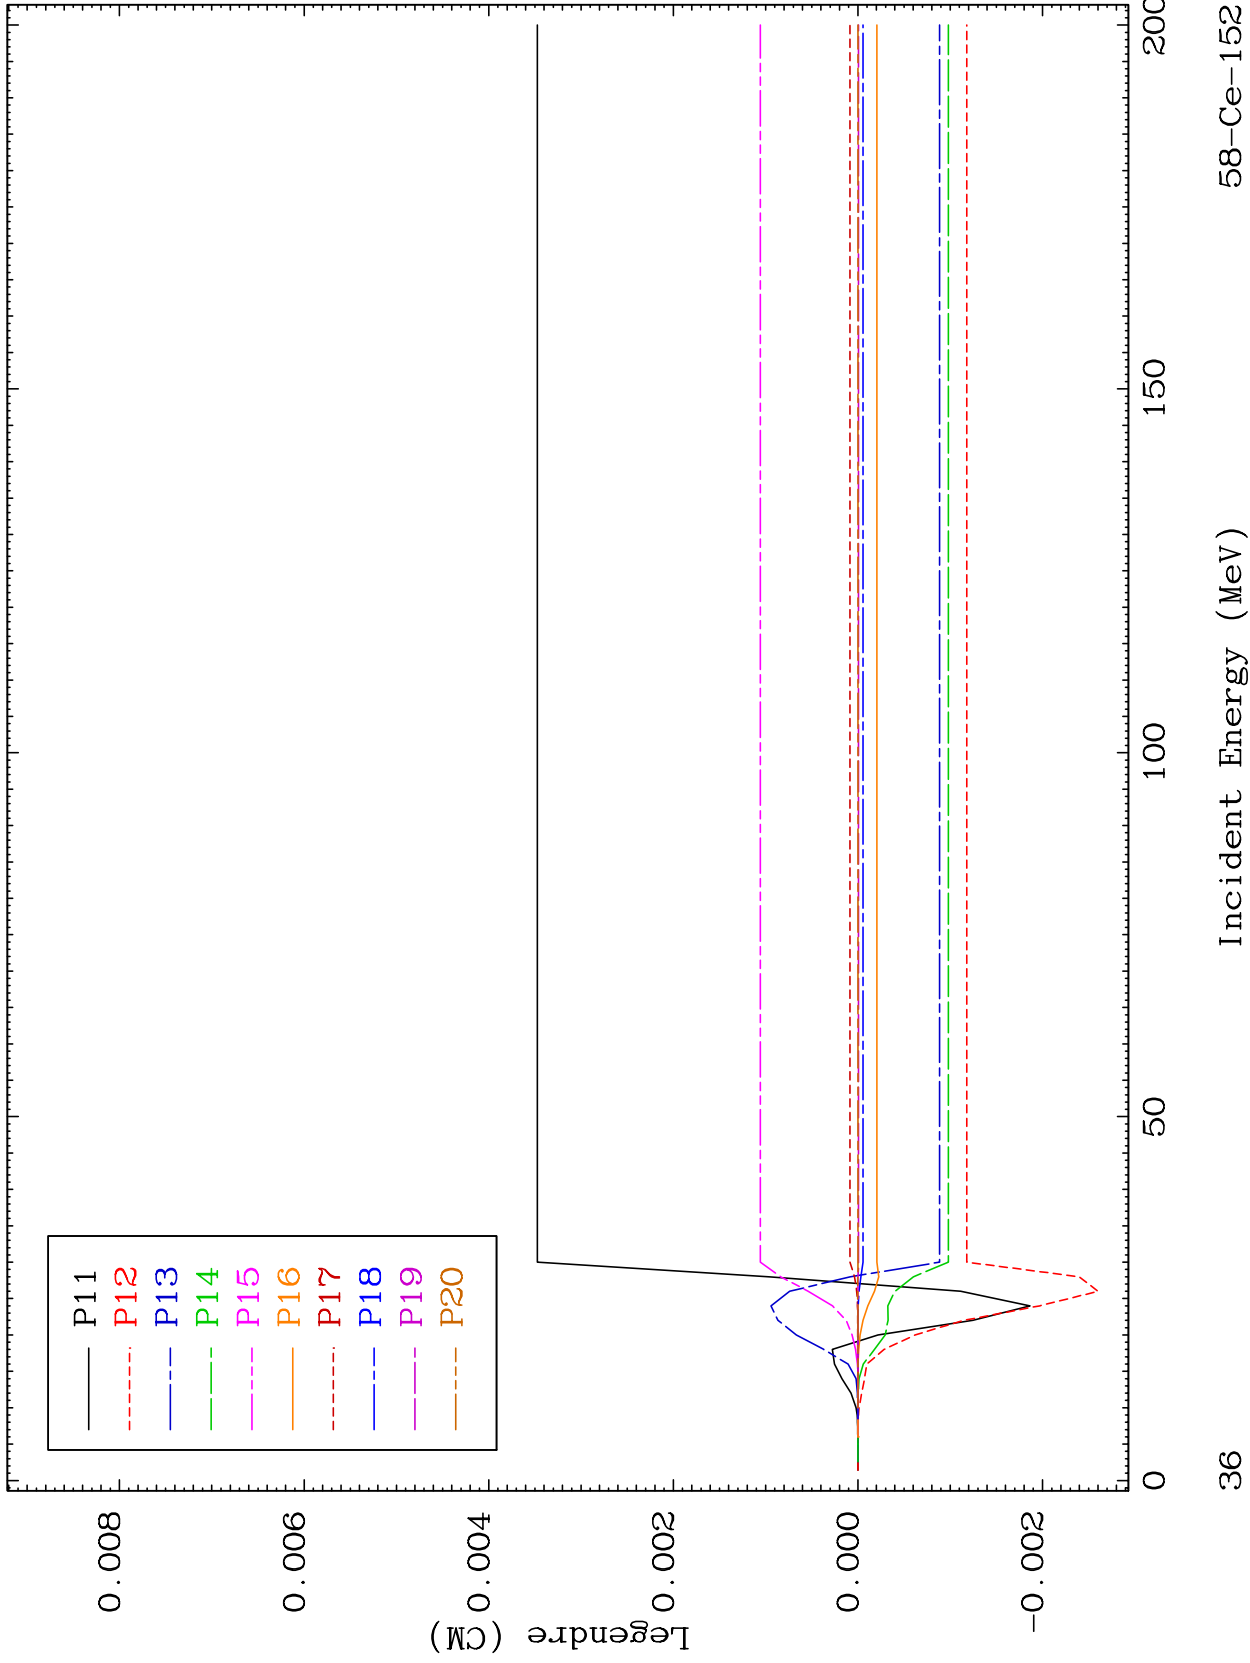 P11
P12
P13
P14
P15
P16
P17
P18
P19
P20
0.008
0.006
0.004
0.002
0.000
-0.002
Legendre (CM)
0
50
100
150
200
Incident Energy (MeV)
36
58-Ce-152